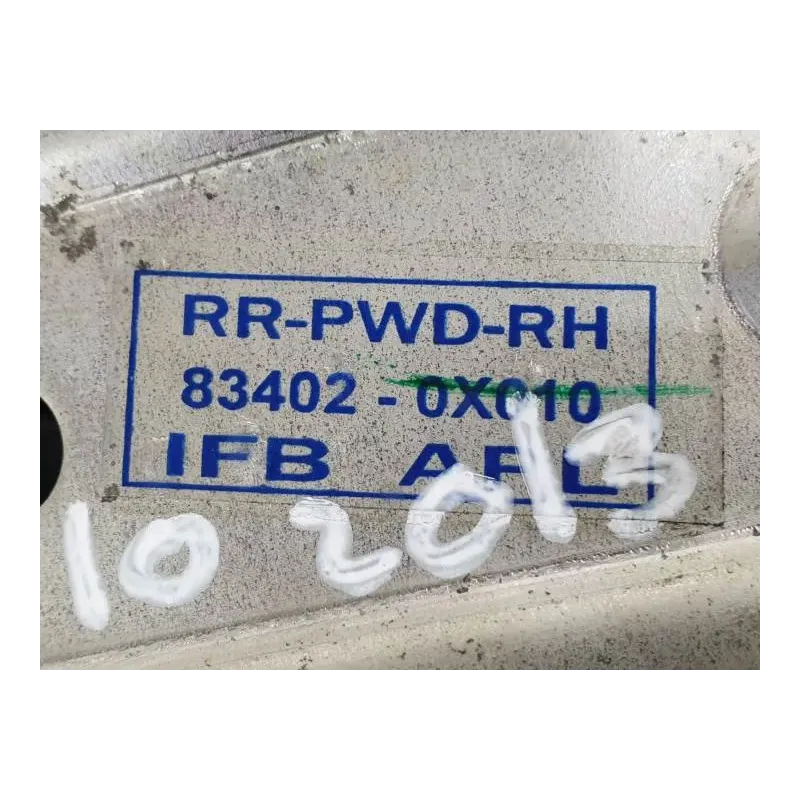 RR-PWD-RH
83402 - 0X010
IFB
10 2013